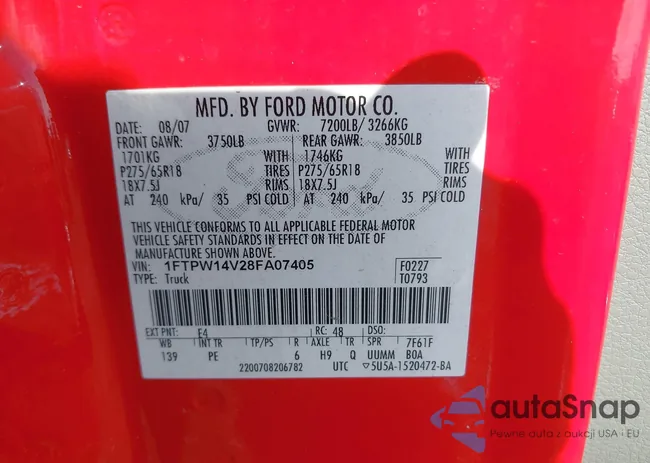 MFD. BY FORD MOTOR CO.
DATE: 08/07 GVWR: 7200LB/ 3266KG
FRONT GAWR: 3750LB REAR GAWR: 3850LB
1701KG WITH 1746KG WITH
P275/65R18 TIRES P275/65R18 TIRES
18X7.5J RIMS 18X7.5J RIMS
AT 240 kPa/ 35 PSI COLD AT 240 kPa/ 35 PSI COLD
THIS VEHICLE CONFORMS TO ALL APPLICABLE FEDERAL MOTOR
VEHICLE SAFETY STANDARDS IN EFFECT ON THE DATE OF
MANUFACTURE SHOWN ABOVE.
VIN: 1FTPW14V28FA07405 F0227
TYPE: Truck T0793
EXT PNT: E4 RC: 48 DSO:
WB INT TR TP/PS R AXLE TR SPR 7F61F
139 PE 6 H9 Q UUMM BOA
2200708206782 UTC 5U5A-1520472-BA
Ford
autoSnap
Pewne auta z aukcji USA i EU